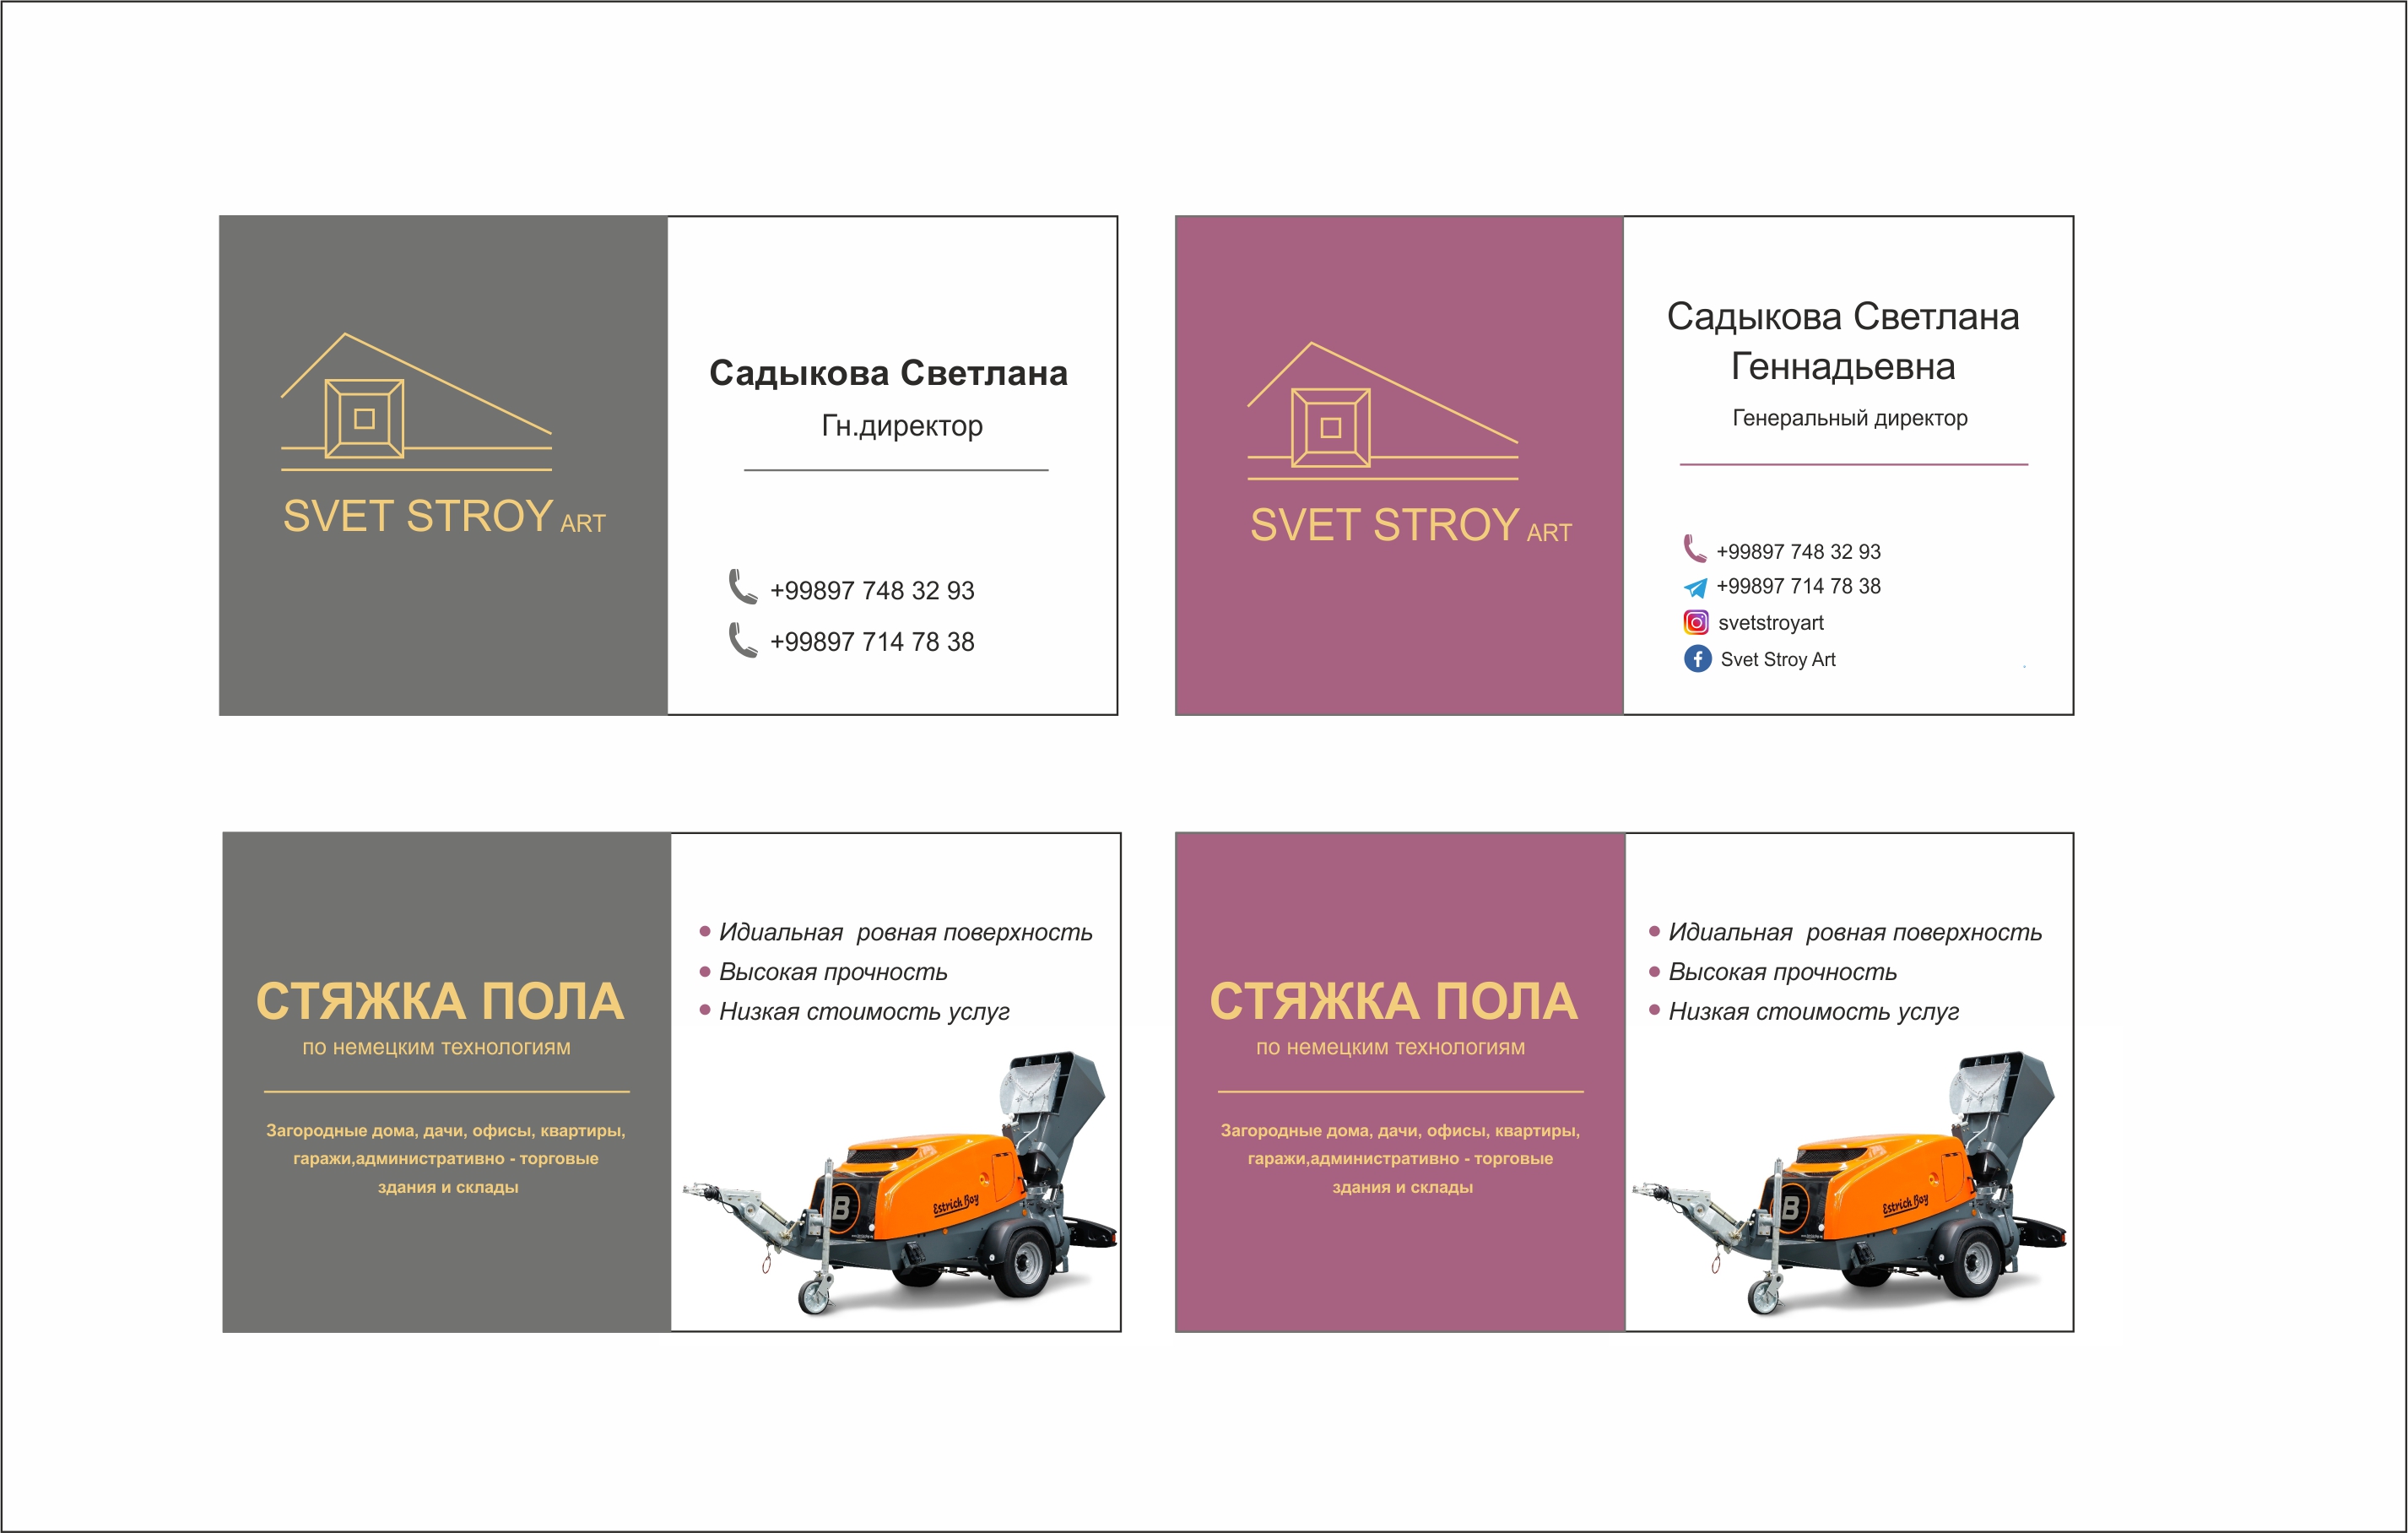 SVET STROY ART
Садыкова Светлана
Гн.директор
+99897 748 32 93
+99897 714 78 38
SVET STROY ART
Садыкова Светлана
Геннадьевна
Генеральный директор
+99897 748 32 93
+99897 714 78 38
svetstroyart
Svet Stroy Art
СТЯЖКА ПОЛА
по немецким технологиям
Загородные дома, дачи, офисы, квартиры,
гаражи,административно - торговые
здания и склады
Идиальная ровная поверхность
Высокая прочность
Низкая стоимость услуг
B
Estrich Boy
СТЯЖКА ПОЛА
по немецким технологиям
Загородные дома, дачи, офисы, квартиры,
гаражи,административно - торговые
здания и склады
Идиальная ровная поверхность
Высокая прочность
Низкая стоимость услуг
B
Estrich Boy